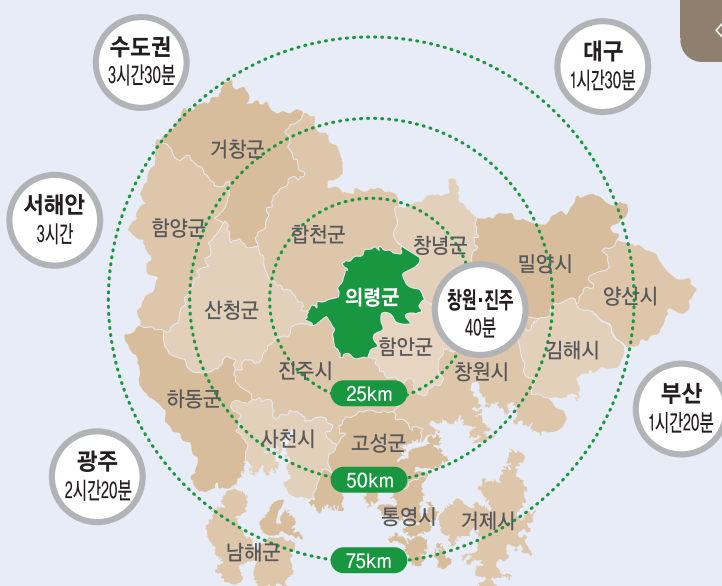 수도권
3시간30분
대구
1시간30분
거창군
서해안
3시간
함양군
합천군
창녕군
밀양시
의령군
창원·진주
40분
양산시
산청군
함안군
김해시
진주시
창원시
25km
하동군
부산
1시간20분
사천시
고성군
광주
2시간20분
50km
통영시
거제사
남해군
75km